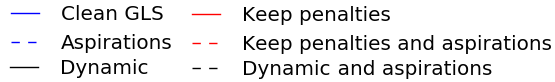 Clean GLS
Aspirations
Dynamic
Keep penalties
Keep penalties and aspirations
Dynamic and aspirations